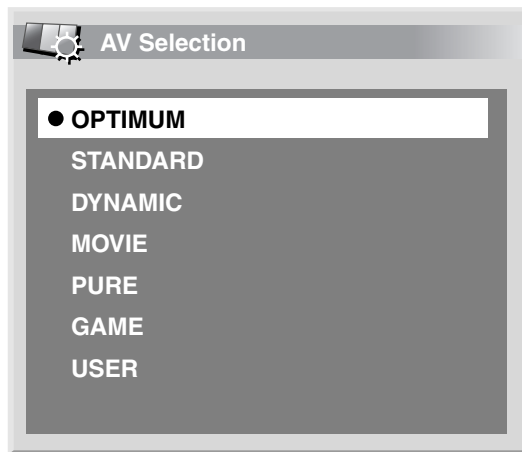 AV Selection
● OPTIMUM
STANDARD
DYNAMIC
MOVIE
PURE
GAME
USER